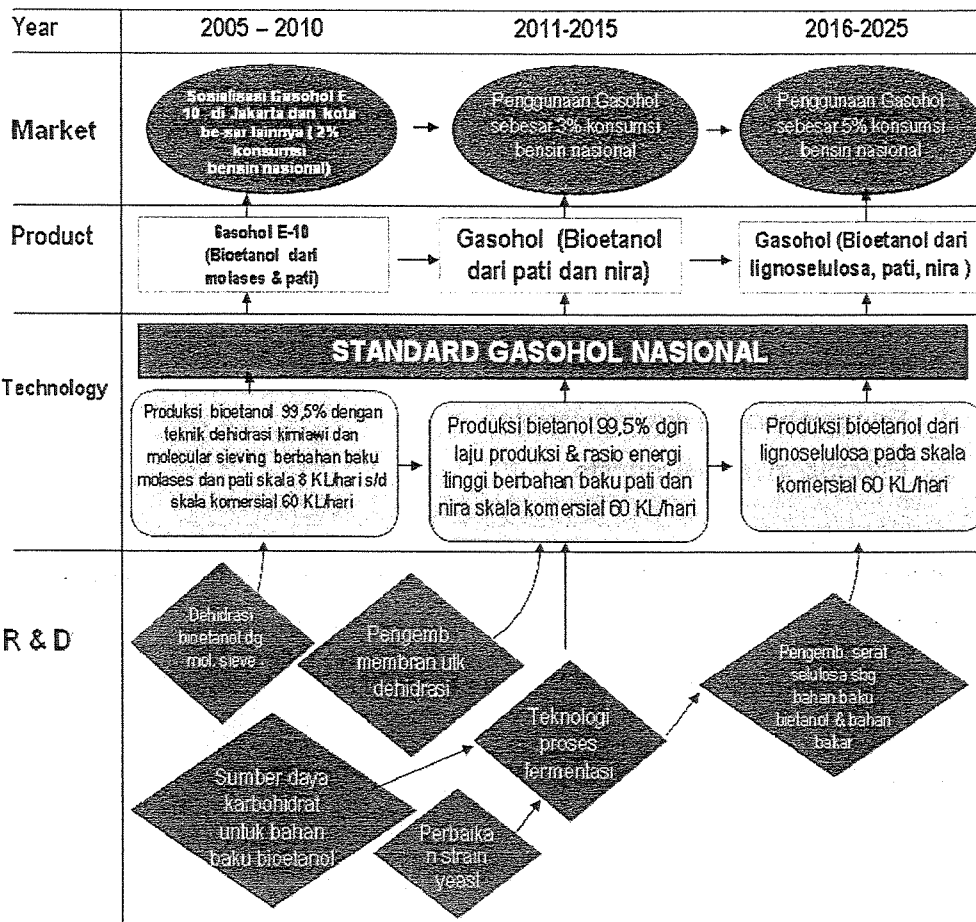 Year
2005 – 2010
2011-2015
2016-2025
Market
Sosialisasi Gasohol E
10 di Jakarta dan kota
be-sar lainnya ( 2%
konsumsi
bensin nasional)
Penggunaan Gasohol
sebesar 3% konsumsi
bensin nasional
Penggunaan Gasohol
sebesar 5% konsumsi
bensin nasional
Product
Gasohol E-10
(Bioetanol dari
molases & pati)
Gasohol (Bioetanol
dari pati dan nira)
Gasohol (Bioetanol dari
lignoselulosa, pati, nira )
Technology
STANDARD GASOHOL NASIONAL
Produksi bioetanol 99,5% dengan
teknik dehidrasi kimiawi dan
molecular sieving berbahan baku
molases dan pati skala 8 KL/hari s/d
skala komersial 60 KL/hari
Produksi bietanol 99,5% dgn
laju produksi & rasio energi
tinggi berbahan baku pati dan
nira skala komersial 60 KL/hari
Produksi bioetanol dari
lignoselulosa pada skala
komersial 60 KL/hari
R & D
Dehidrasi
bioetanol dg
mol. sieve
Pengemb.
membran utk
dehidrasi
Teknologi
proses
fermentasi
Pengemb. serat
selulosa sbg
bahan baku
bietanol & bahan
bakar
Sumber daya
karbohidrat
untuk bahan
baku bioetanol
Perbaika
n strain
yeast